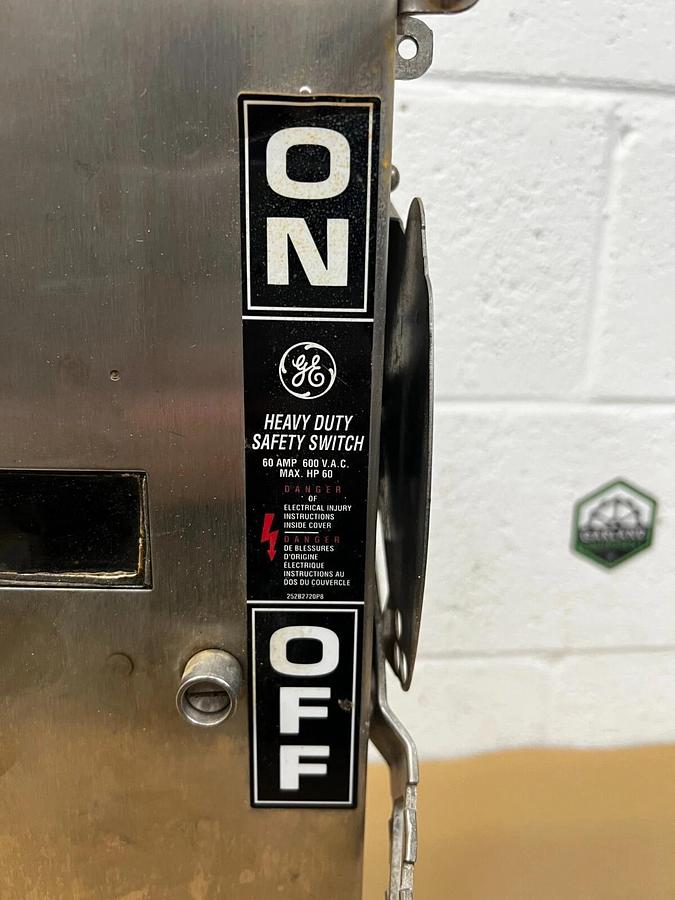 ON
GE
HEAVY DUTY
SAFETY SWITCH
60 AMP 600 V.A.C.
MAX. HP 60
DANGER
OF
ELECTRICAL INJURY
INSTRUCTIONS
INSIDE COVER
DANGER
DE BLESSURES
D'ORIGINE
ELECTRIQUE
INSTRUCTIONS AU
DOS DU COUVERCLE
252B2720P8
OFF